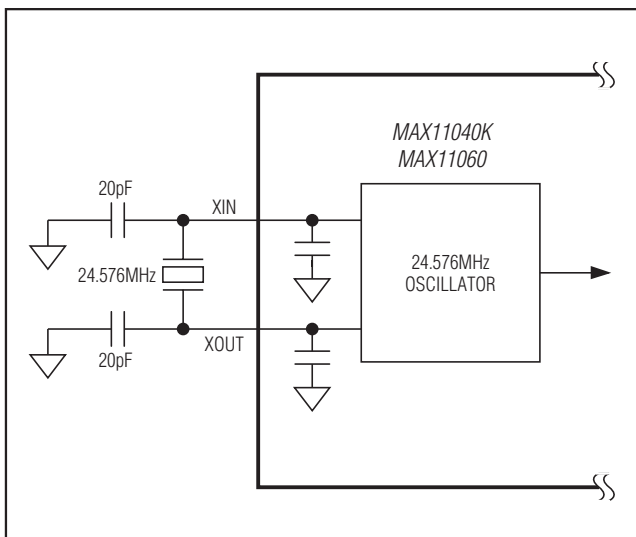 MAX11040K
MAX11060
20pF
XIN
24.576MHz
24.576MHz
OSCILLATOR
XOUT
20pF